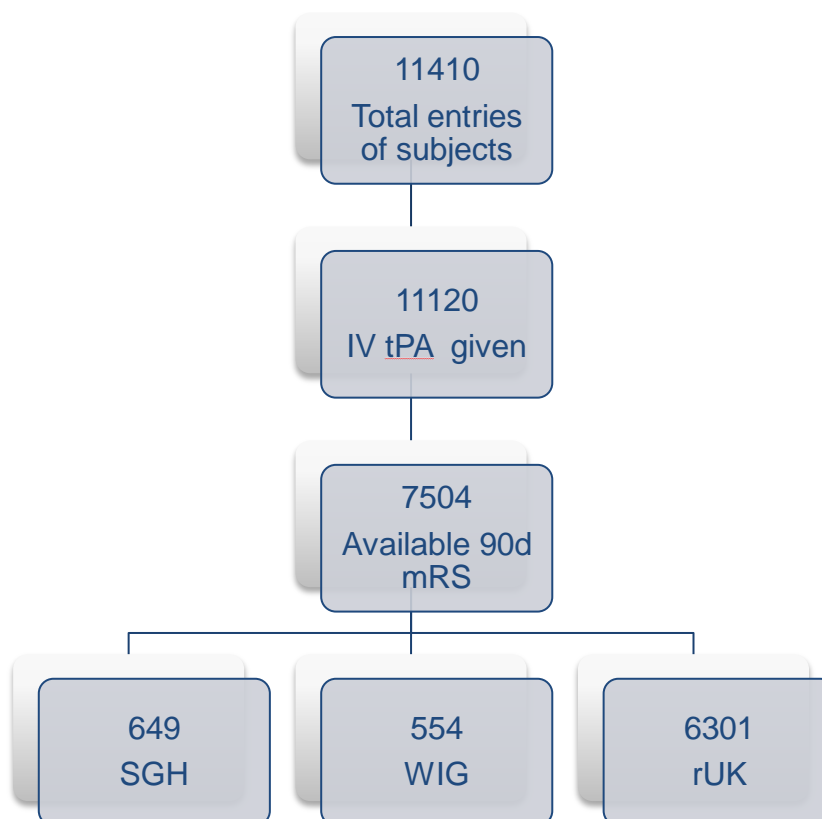 11410
Total entries
of subjects
11120
IV tPA given
7504
Available 90d
mRS
649
SGH
554
WIG
6301
rUK